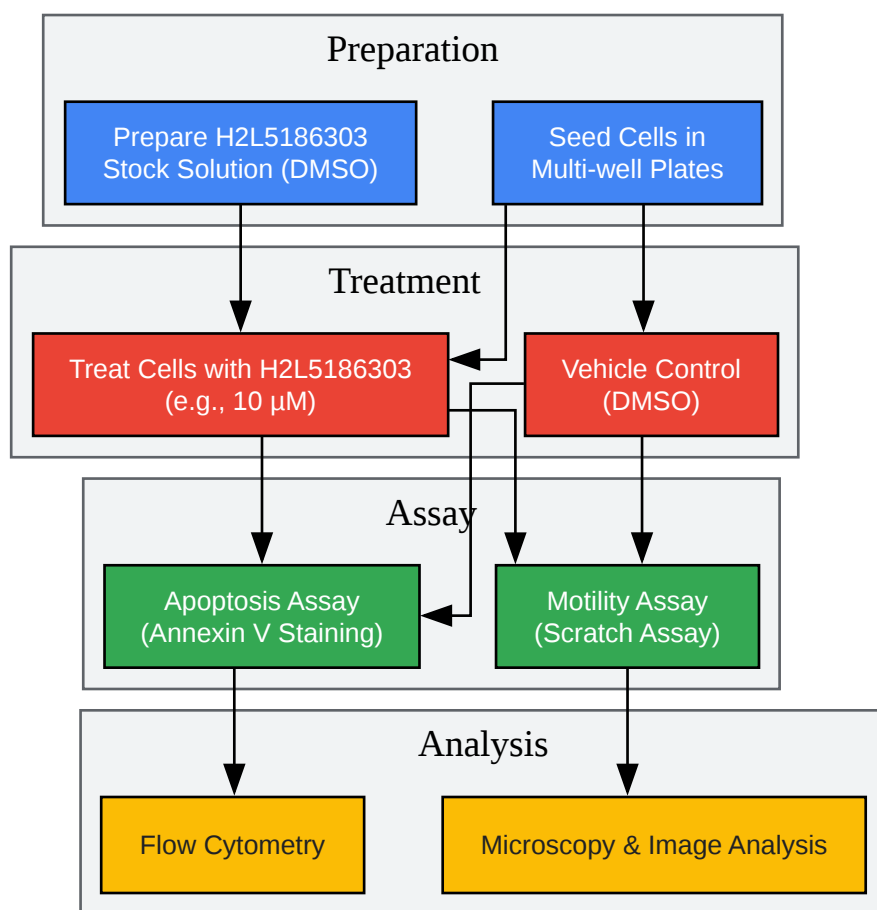 Preparation
Prepare H2L5186303
Stock Solution (DMSO)
Seed Cells in
Multi-well Plates
Treatment
Treat Cells with H2L5186303
(e.g., 10 µM)
Vehicle Control
(DMSO)
Assay
Apoptosis Assay
(Annexin V Staining)
Motility Assay
(Scratch Assay)
Analysis
Flow Cytometry
Microscopy & Image Analysis